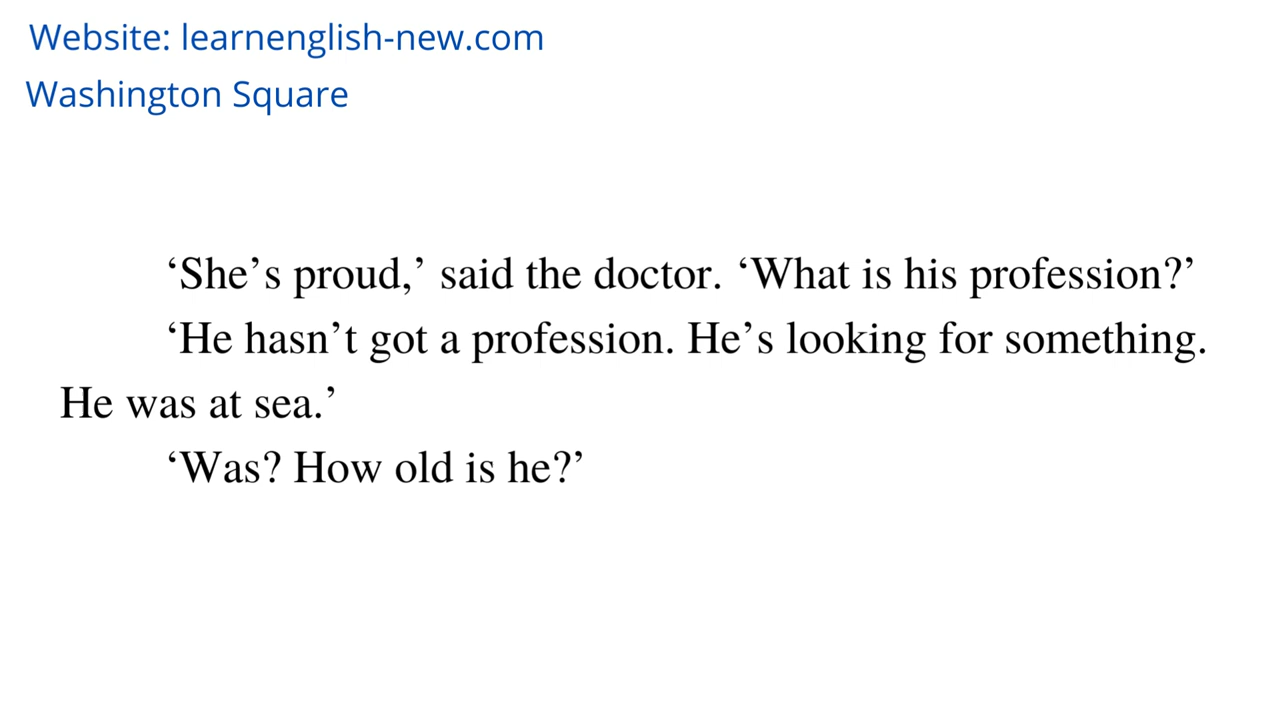 Website: learnenglish-new.com
Washington Square
‘She’s proud,’ said the doctor. ‘What is his profession?’
‘He hasn’t got a profession. He’s looking for something.
He was at sea.’
‘Was? How old is he?’